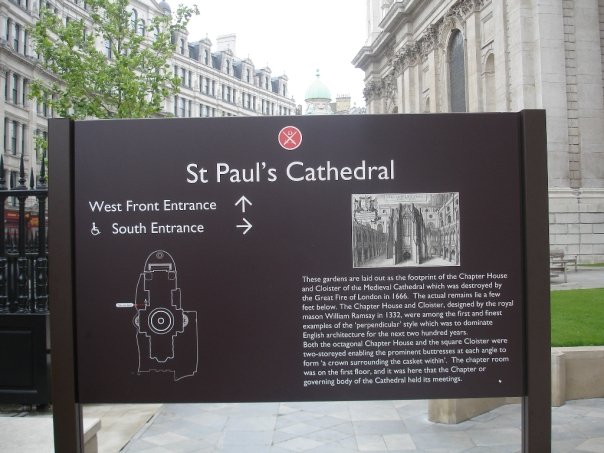 St Paul's Cathedral
West Front Entrance ↑
South Entrance →
These gardens are laid out as the footprint of the Chapter House
and Cloister of the Medieval Cathedral which was destroyed by
the Great Fire of London in 1666. The actual remains lie a few
feet below. The Chapter House and Cloister, designed by the royal
mason William Ramsay in 1332, were among the first and finest
examples of the 'perpendicular' style which was to dominate
English architecture for the next two hundred years.
Both the octagonal Chapter House and the square Cloister were
two-storeyed enabling the prominent buttresses at each angle to
form 'a crown surrounding the casket within'. The chapter room
was on the first floor, and it was here that the Chapter or
governing body of the Cathedral held its meetings.